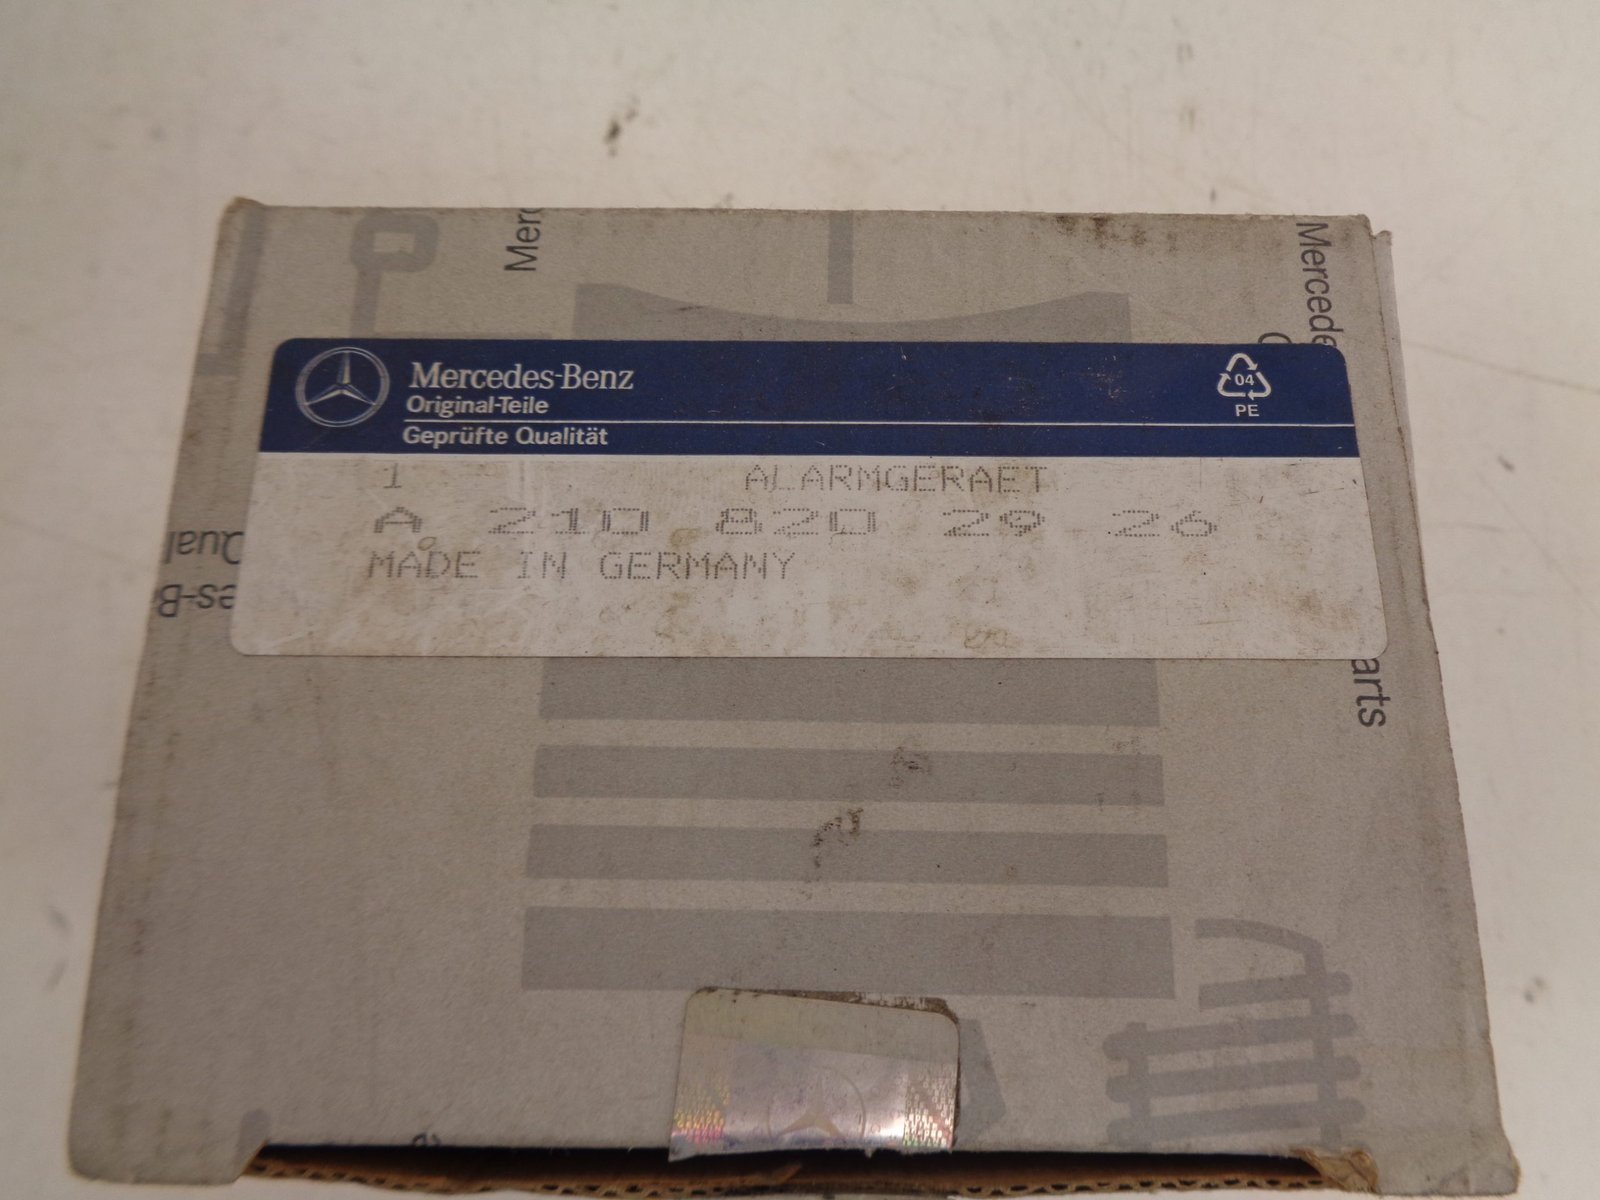 Merc
Mercede
Mercedes-Benz
Original-Teile
Geprüfte Qualität
04
PE
1 ALARMGERAET
A 210 820 29 26
MADE IN GERMANY
Qual
es-B
arts